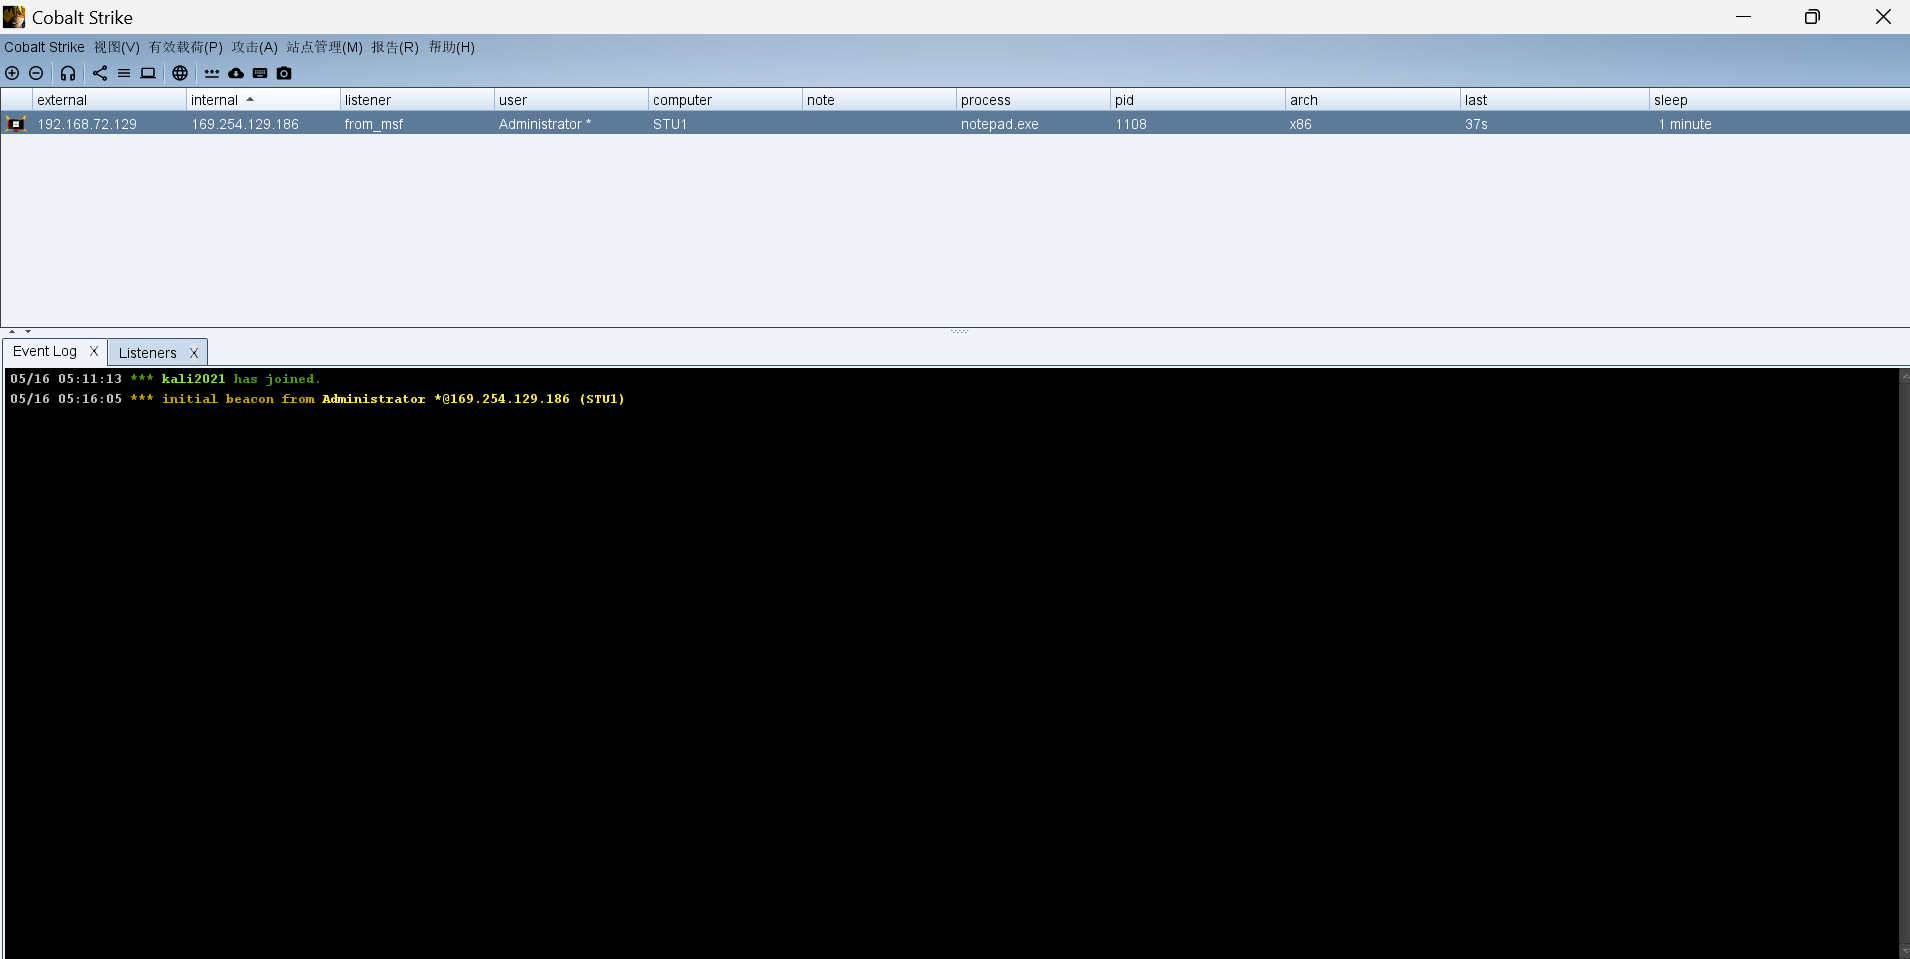 Cobalt Strike
Cobalt Strike 视图(V) 有效载荷(P) 攻击(A) 站点管理(M) 报告(R) 帮助(H)
external internal listener user computer note process pid arch last sleep
192.168.72.129 169.254.129.186 from_msf Administrator * STU1 notepad.exe 1108 x86 37s 1 minute
Event Log X Listeners X
05/16 05:11:13 *** kali2021 has joined.
05/16 05:16:05 *** initial beacon from Administrator *@169.254.129.186 (STU1)